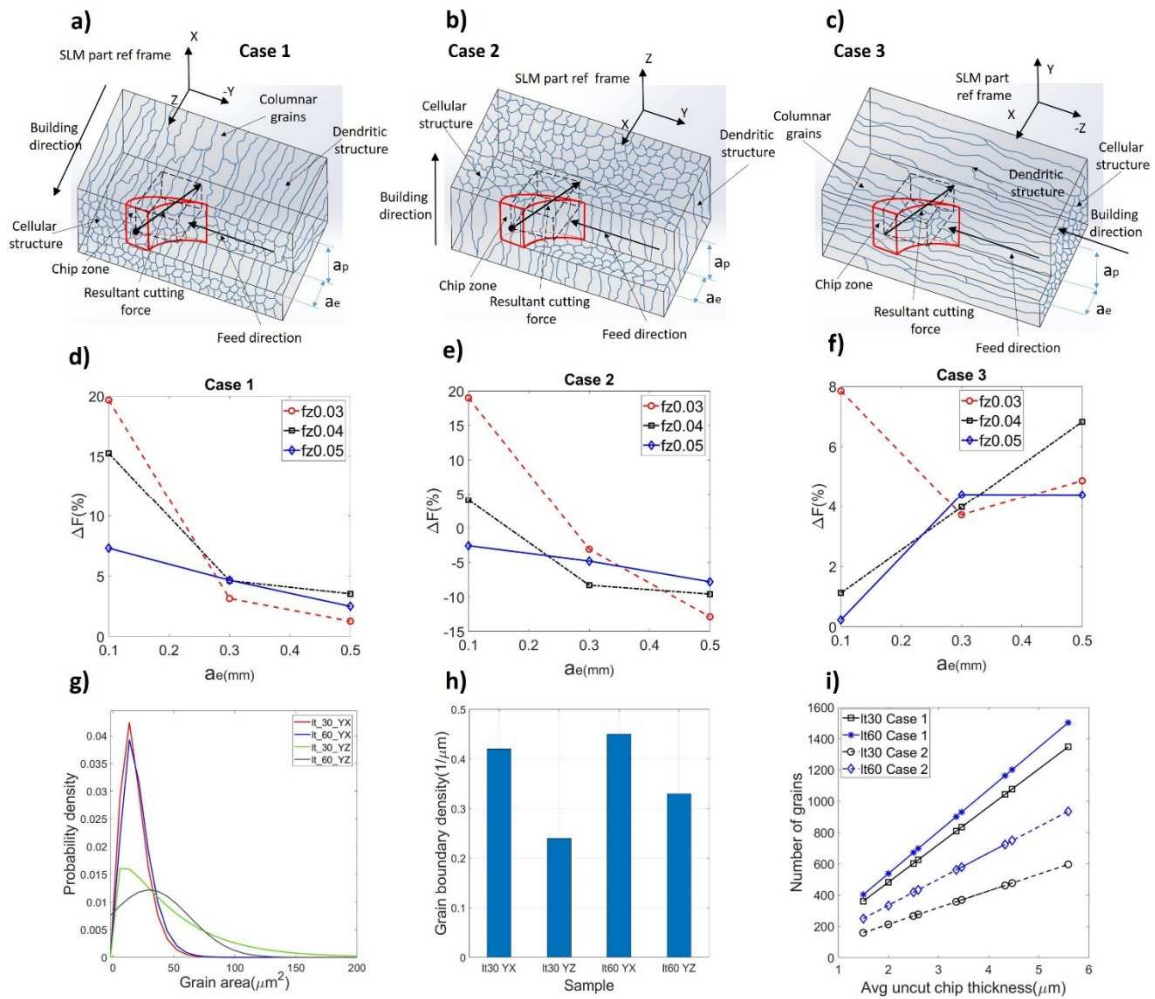 a)
Case 1
X
SLM part ref frame
-Y
Z
Columnar
grains
Building
direction
Dendritic
structure
Cellular
structure
Chip zone
Resultant cutting
force
Feed direction
ap
ae
b)
Case 2
Z
SLM part ref frame
Y
X
Cellular
structure
Dendritic
structure
Building
direction
Chip zone
Resultant cutting
force
Feed direction
ap
ae
c)
Case 3
Y
SLM part
ref frame
X
-Z
Columnar
grains
Cellular
structure
Dendritic
structure
Building
direction
Chip zone
Resultant cutting
force
Feed direction
ap
ae
d)
Case 1
20
15
10
5
0
ΔF(%)
fz0.03
fz0.04
fz0.05
0.1 0.2 0.3 0.4 0.5
ae(mm)
e)
Case 2
20
15
10
5
0
-5
-10
-15
ΔF(%)
fz0.03
fz0.04
fz0.05
0.1 0.2 0.3 0.4 0.5
ae(mm)
f)
Case 3
8
6
4
2
0
ΔF(%)
fz0.03
fz0.04
fz0.05
0.1 0.2 0.3 0.4 0.5
ae(mm)
g)
0.04
0.035
0.03
0.025
0.02
0.015
0.01
0.005
0
Probability density
lt_30_YX
lt_60_YX
lt_30_YZ
lt_60_YZ
0 50 100 150 200
Grain area(μm²)
h)
0.5
0.4
0.3
0.2
0.1
0
Grain boundary density(1/μm)
lt30 YX lt30 YZ lt60 YX lt60 YZ
Sample
i)
1600
1400
1200
1000
800
600
400
200
0
Number of grains
lt30 Case 1
lt60 Case 1
lt30 Case 2
lt60 Case 2
1 2 3 4 5 6
Avg uncut chip thickness(μm)